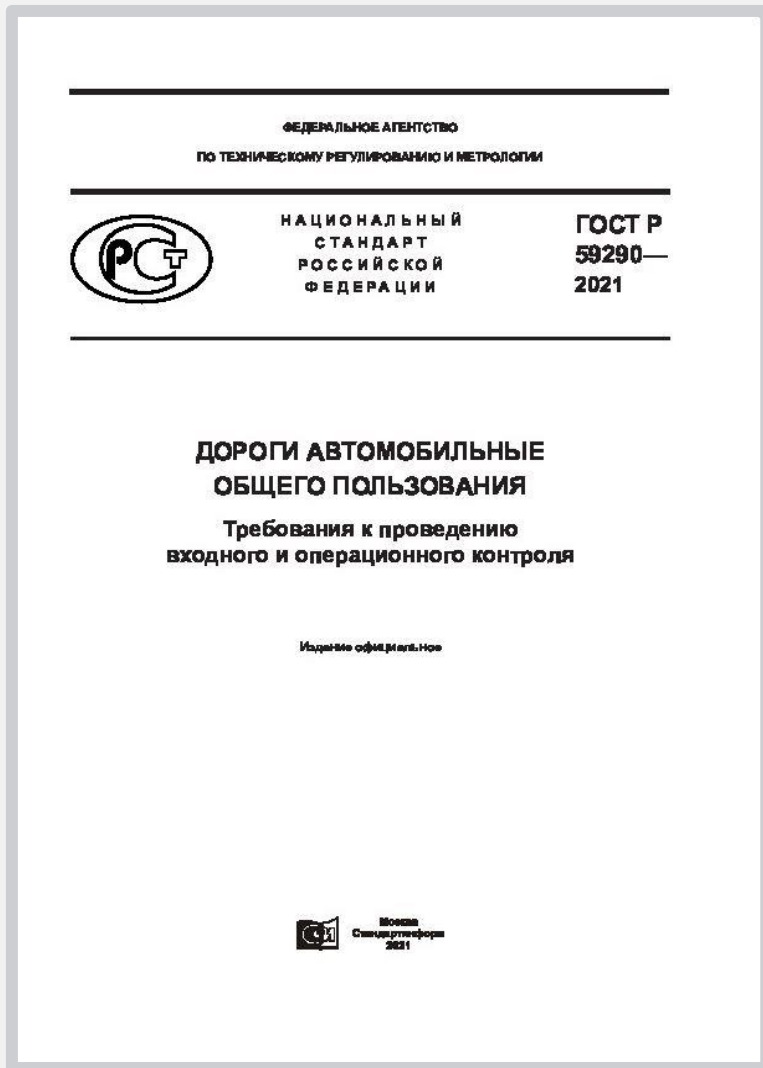 ФЕДЕРАЛЬНОЕ АГЕНТСТВО
ПО ТЕХНИЧЕСКОМУ РЕГУЛИРОВАНИЮ И МЕТРОЛОГИИ
НАЦИОНАЛЬНЫЙ
СТАНДАРТ
РОССИЙСКОЙ
ФЕДЕРАЦИИ
ГОСТ Р
59290—
2021
РСТ
ДОРОГИ АВТОМОБИЛЬНЫЕ
ОБЩЕГО ПОЛЬЗОВАНИЯ
Требования к проведению
входного и операционного контроля
Издание официальное
Москва
Стандартинформ
2021